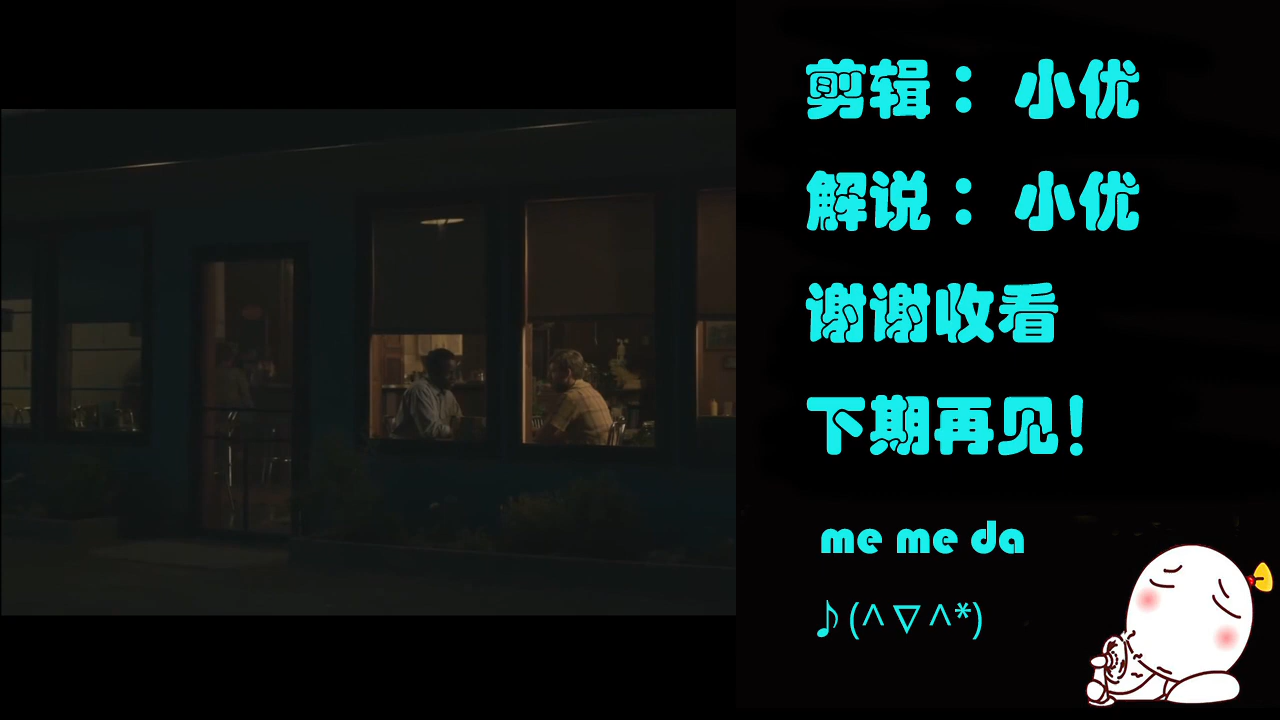 剪辑：小优
解说：小优
谢谢收看
下期再见！
me me da
♪(^∇^*)